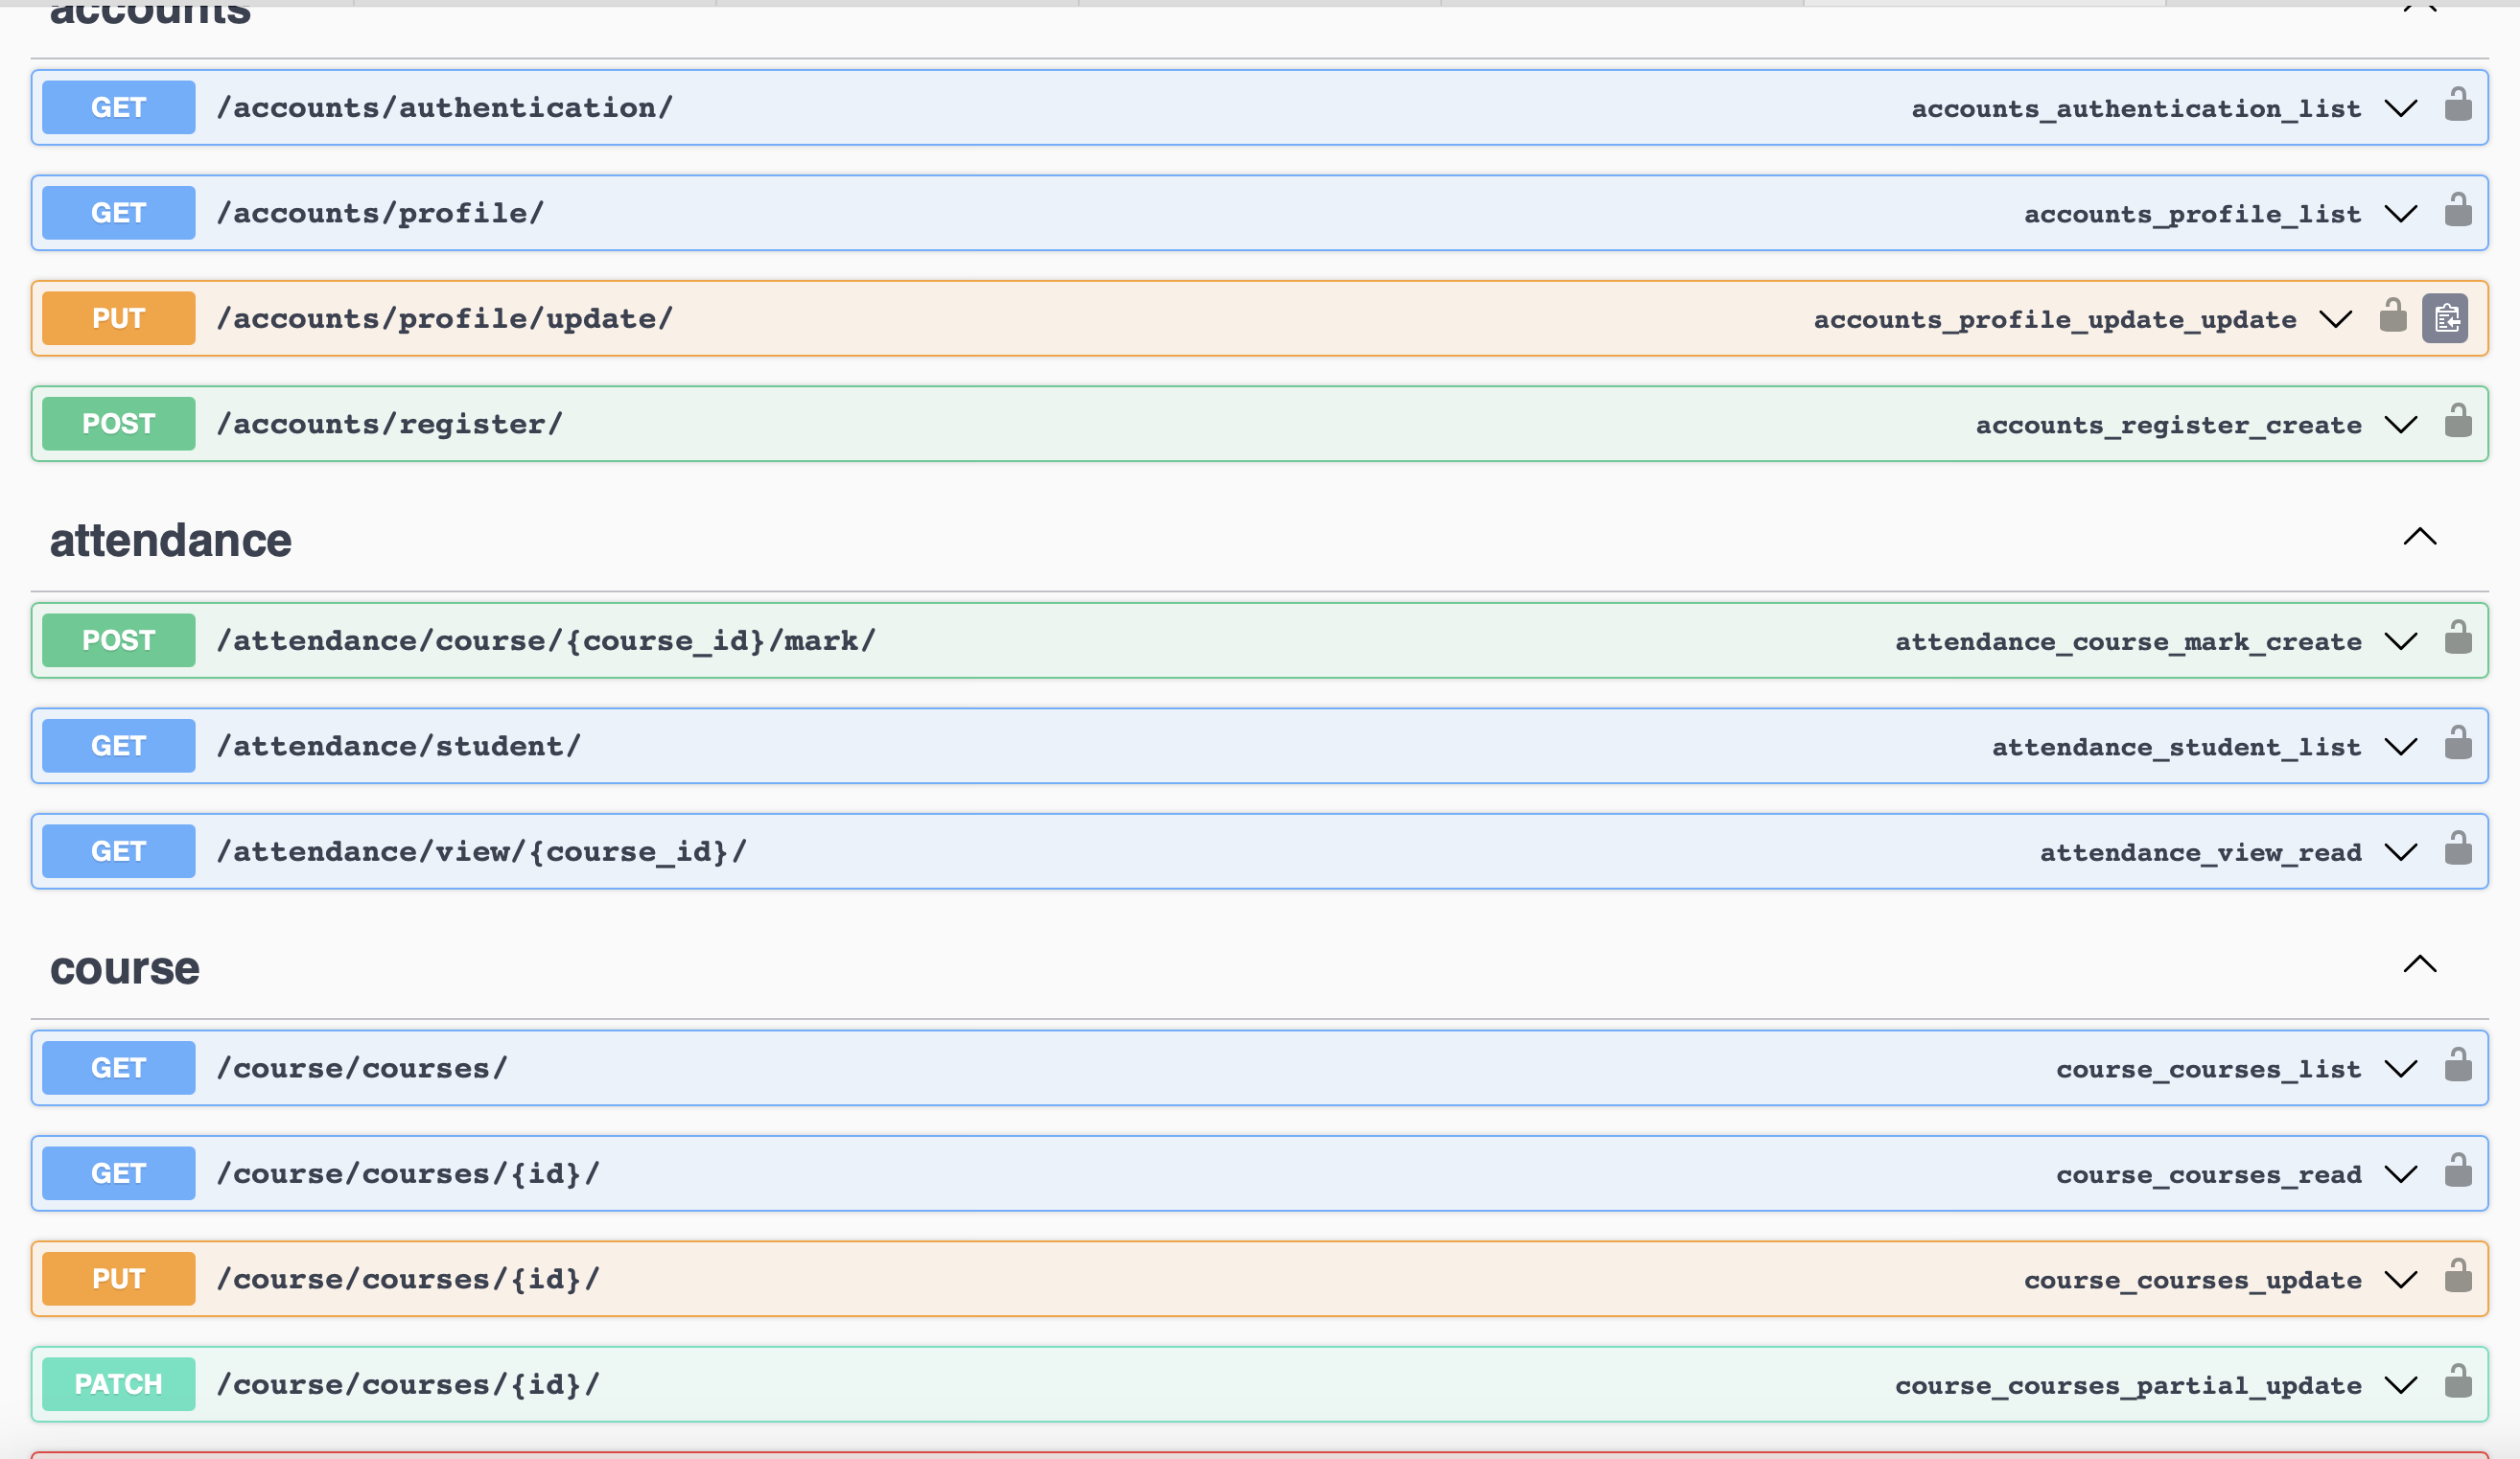 accounts
GET /accounts/authentication/ accounts_authentication_list
GET /accounts/profile/ accounts_profile_list
PUT /accounts/profile/update/ accounts_profile_update_update
POST /accounts/register/ accounts_register_create
attendance
POST /attendance/course/{course_id}/mark/ attendance_course_mark_create
GET /attendance/student/ attendance_student_list
GET /attendance/view/{course_id}/ attendance_view_read
course
GET /course/courses/ course_courses_list
GET /course/courses/{id}/ course_courses_read
PUT /course/courses/{id}/ course_courses_update
PATCH /course/courses/{id}/ course_courses_partial_update